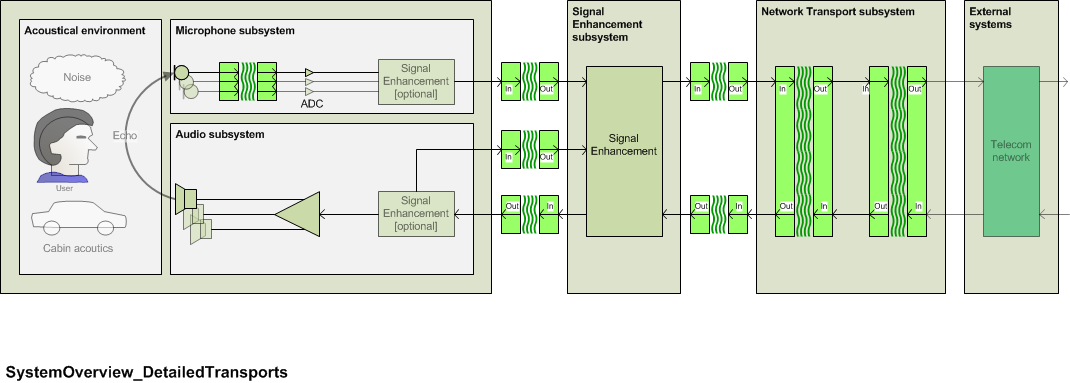 Acoustical environment
Noise
Echo
User
Cabin acoutics
Microphone subsystem
ADC
Signal
Enhancement
[optional]
Audio subsystem
Signal
Enhancement
[optional]
In
Out
In
Out
Out
In
Signal
Enhancement
subsystem
Signal
Enhancement
In
Out
Out
In
Network Transport subsystem
In
Out
In
Out
Out
In
Out
In
External
systems
Telecom
network
SystemOverview_DetailedTransports